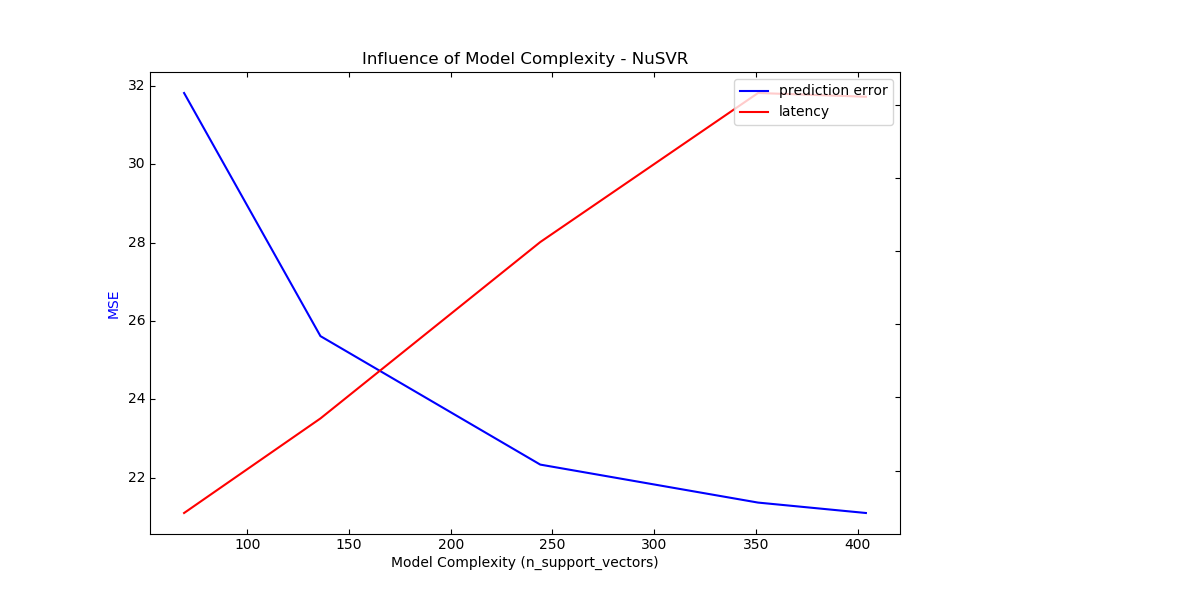 Influence of Model Complexity - NuSVR
prediction error
latency
32
30
28
26
24
22
MSE
100 150 200 250 300 350 400
Model Complexity (n_support_vectors)